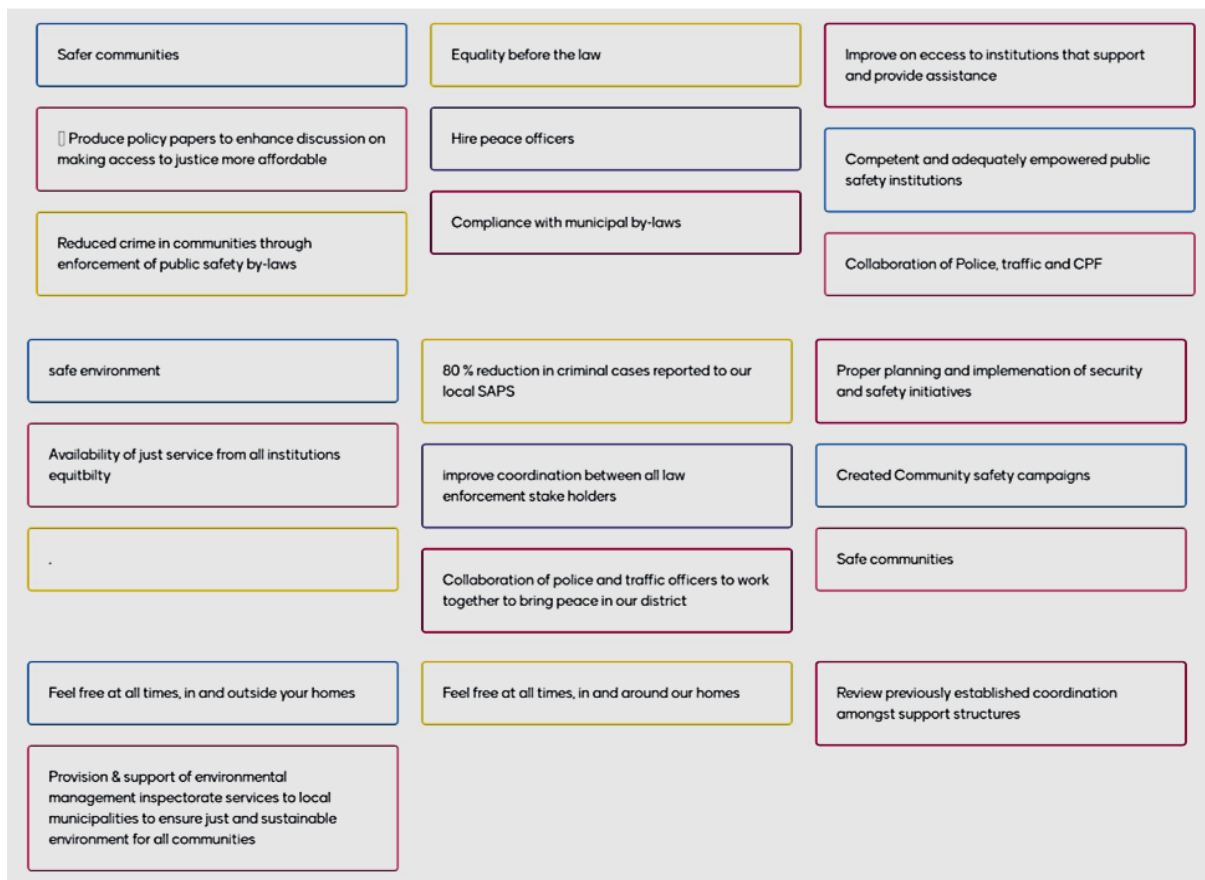 Safer communities
▯ Produce policy papers to enhance discussion on
making access to justice more affordable
Reduced crime in communities through
enforcement of public safety by-laws
Equality before the law
Hire peace officers
Compliance with municipal by-laws
Improve on eccess to institutions that support
and provide assistance
Competent and adequately empowered public
safety institutions
Collaboration of Police, traffic and CPF
safe environment
Availability of just service from all institutions
equitbilty
.
80 % reduction in criminal cases reported to our
local SAPS
improve coordination between all law
enforcement stake holders
Collaboration of police and traffic officers to work
together to bring peace in our district
Proper planning and implemenation of security
and safety initiatives
Created Community safety campaigns
Safe communities
Feel free at all times, in and outside your homes
Provision & support of environmental
management inspectorate services to local
municipalities to ensure just and sustainable
environment for all communities
Feel free at all times, in and around our homes
Review previously established coordination
amongst support structures